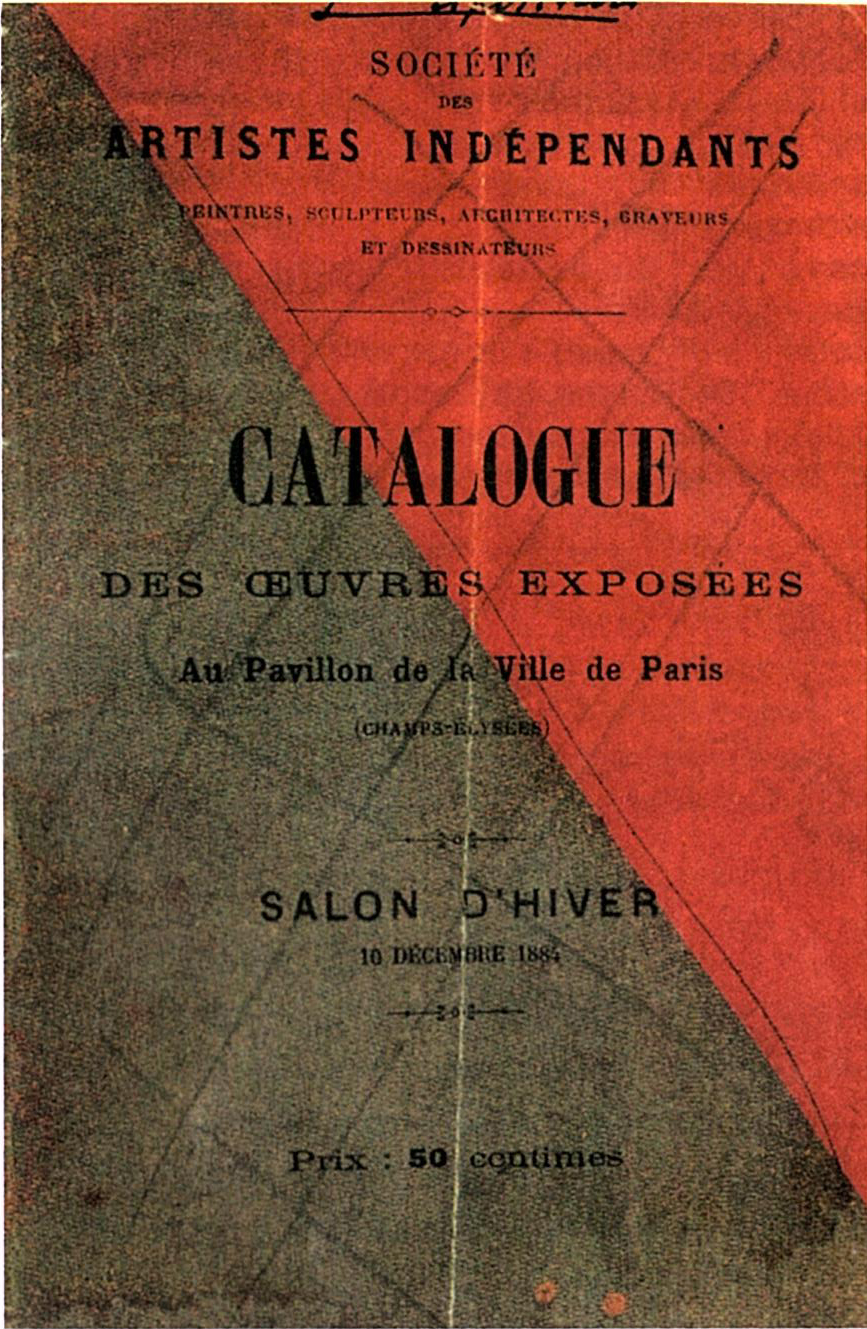 SOCIÉTÉ
DES
ARTISTES INDÉPENDANTS
PEINTRES, SCULPTEURS, ARCHITECTES, GRAVEURS
ET DESSINATEURS
CATALOGUE
DES ŒUVRES EXPOSÉES
Au Pavillon de la Ville de Paris
(CHAMPS-ÉLYSÉES)
SALON D'HIVER
10 DÉCEMBRE 1884
Prix : 50 centimes